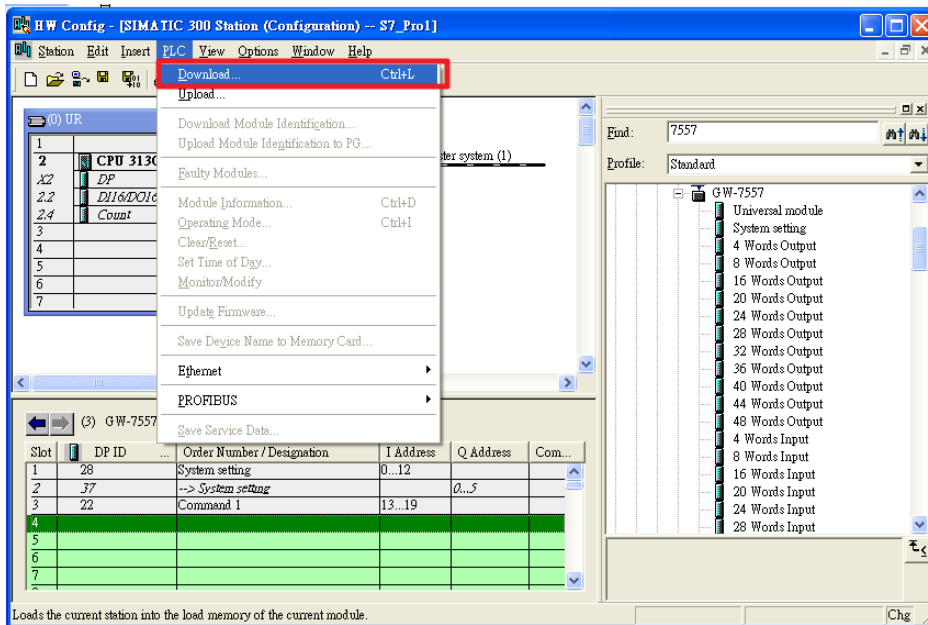 HW Config - [SIMATIC 300 Station (Configuration) -- S7_Pro1]
Station Edit Insert PLC View Options Window Help
Download... Ctrl+L
Upload...
Download Module Identification...
Upload Module Identification to PG...
Faulty Modules...
Module Information... Ctrl+D
Operating Mode... Ctrl+I
Clear/Reset...
Set Time of Day...
Monitor/Modify
Update Firmware...
Save Device Name to Memory Card...
Ethernet
PROFIBUS
Save Service Data...
(0) UR
1
2 CPU 313C
X2 DP
2.2 DI16/DO16
2.4 Count
3
4
5
6
7
ter system (1)
Find: 7557
Profile: Standard
GW-7557
Universal module
System setting
4 Words Output
8 Words Output
16 Words Output
20 Words Output
24 Words Output
28 Words Output
32 Words Output
36 Words Output
40 Words Output
44 Words Output
48 Words Output
4 Words Input
8 Words Input
16 Words Input
20 Words Input
24 Words Input
28 Words Input
(3) GW-7557
Slot DP ID ... Order Number / Designation I Address Q Address Com...
1 28 System setting 0...12
2 37 --> System setting 0...5
3 22 Command 1 13...19
4
5
6
7
Loads the current station into the load memory of the current module. Chg